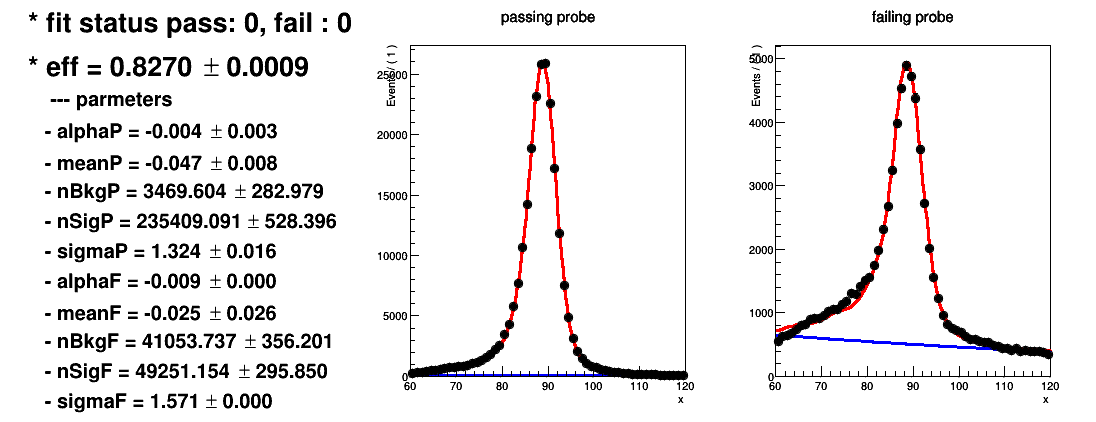 * fit status pass: 0, fail : 0
* eff = 0.8270 ± 0.0009
--- parmeters
- alphaP = -0.004 ± 0.003
- meanP = -0.047 ± 0.008
- nBkgP = 3469.604 ± 282.979
- nSigP = 235409.091 ± 528.396
- sigmaP = 1.324 ± 0.016
- alphaF = -0.009 ± 0.000
- meanF = -0.025 ± 0.026
- nBkgF = 41053.737 ± 356.201
- nSigF = 49251.154 ± 295.850
- sigmaF = 1.571 ± 0.000
passing probe
Events / ( 1 )
25000
20000
15000
10000
5000
0
60 70 80 90 100 110 120
x
failing probe
Events / ( 1 )
5000
4000
3000
2000
1000
0
60 70 80 90 100 110 120
x